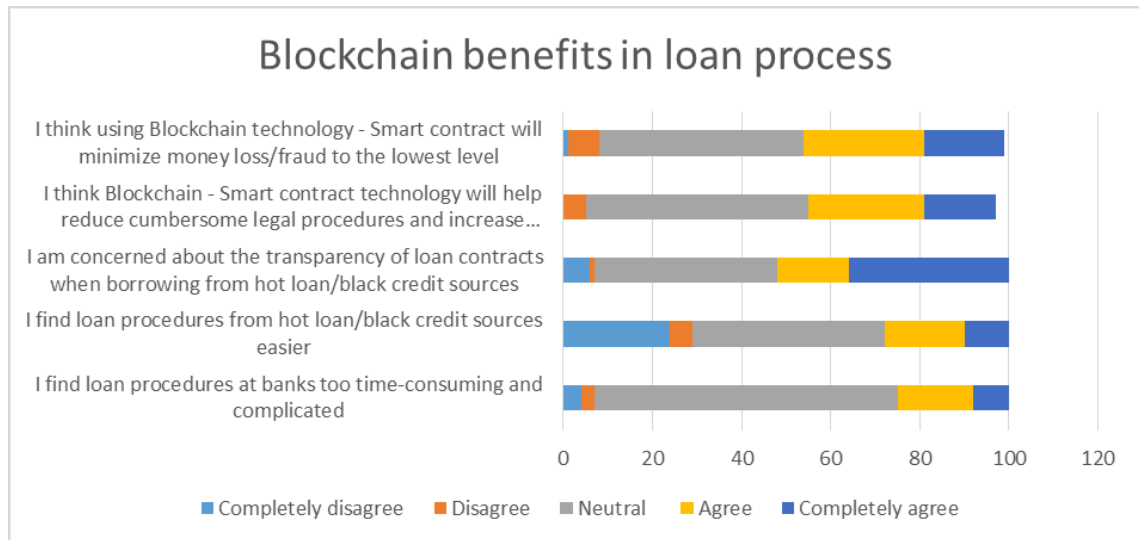 Blockchain benefits in loan process
I think using Blockchain technology - Smart contract will
minimize money loss/fraud to the lowest level
I think Blockchain - Smart contract technology will help
reduce cumbersome legal procedures and increase...
I am concerned about the transparency of loan contracts
when borrowing from hot loan/black credit sources
I find loan procedures from hot loan/black credit sources
easier
I find loan procedures at banks too time-consuming and
complicated
0 20 40 60 80 100 120
Completely disagree Disagree Neutral Agree Completely agree